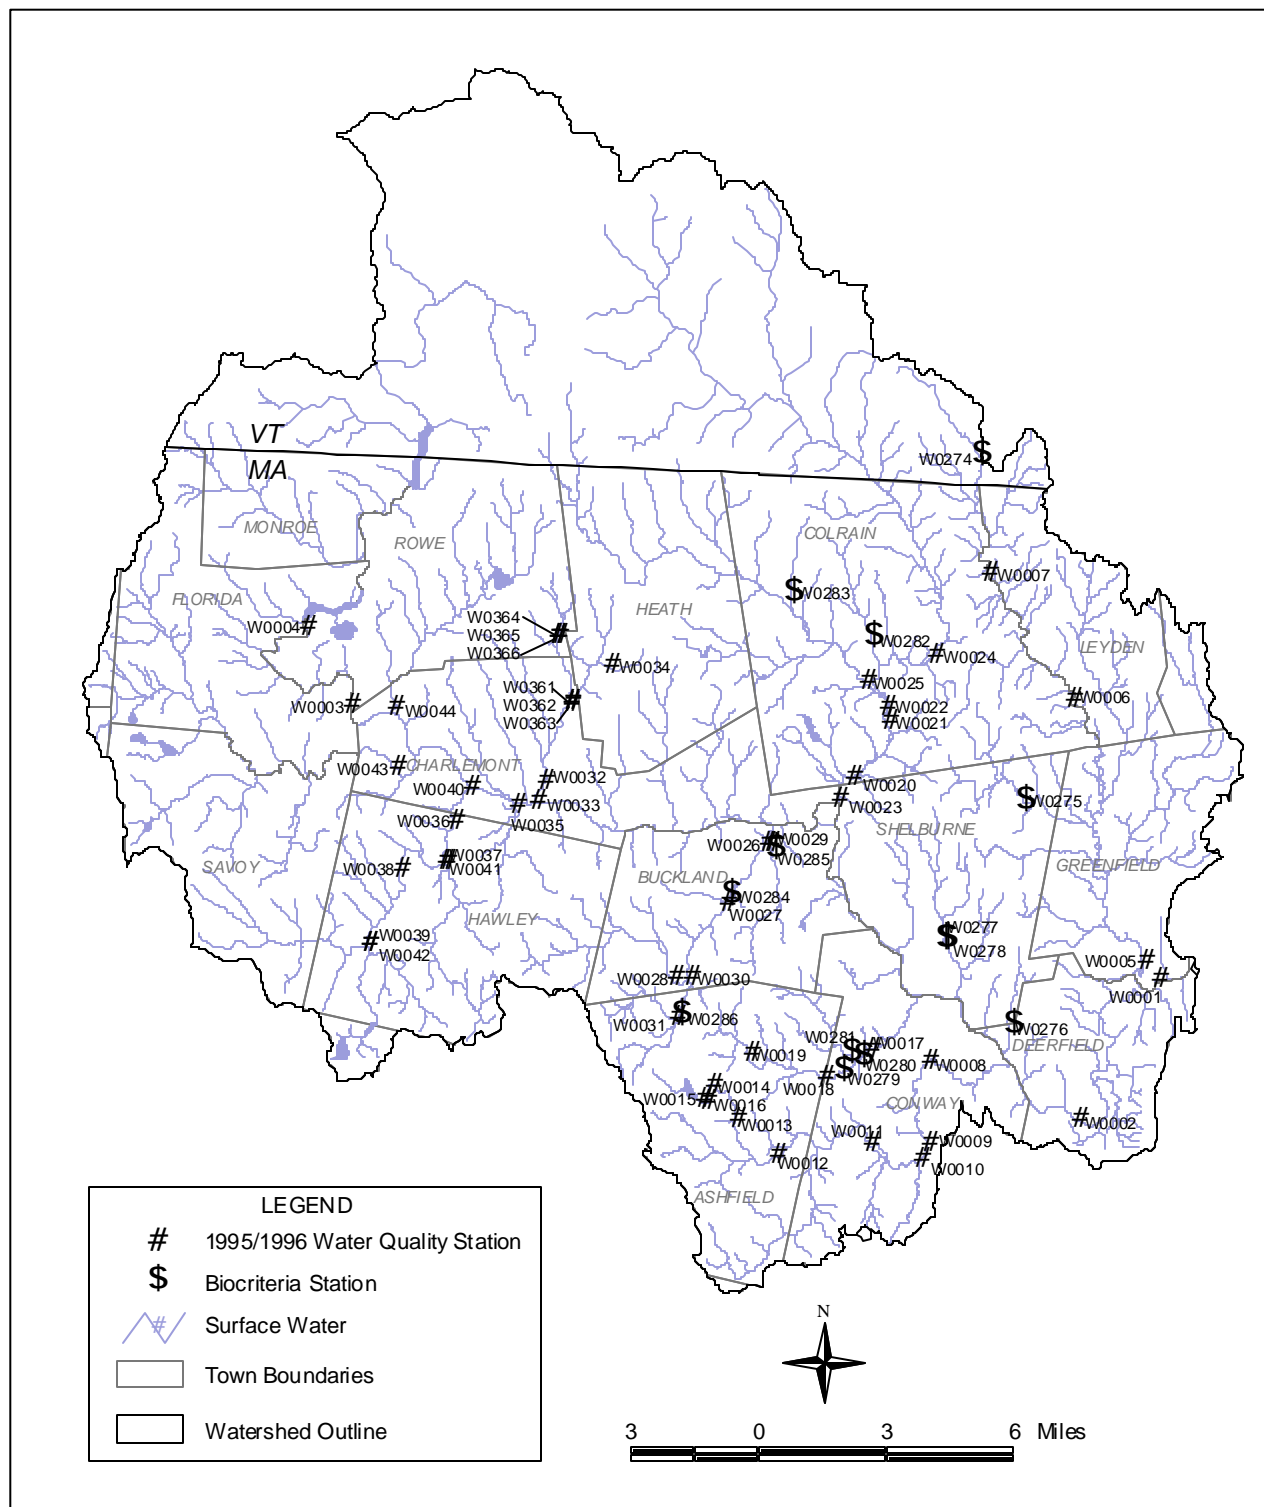 VT
MA
W0274
MONROE
ROWE
COLRAIN
W0007
W0283
FLORIDA
HEATH
W0004
W0364
W0365
W0366
W0282
W0024
LEYDEN
W0034
W0025
W0361
W0362
W0363
W0006
W0003
W0044
W0022
W0021
W0043
CHARLEMONT
W0032
W0020
W0040
W0033
W0023
W0275
W0035
W0036
SHELBURNE
W0026
W0029
W0285
W0037
W0041
W0038
SAVOY
BUCKLAND
GREENFIELD
W0284
W0027
HAWLEY
W0277
W0278
W0039
W0042
W0005
W0001
W0028
W0030
W0031
W0286
W0276
DEERFIELD
W0281
W0017
W0019
W0280
W0008
W0279
W0018
W0014
W0015
W0016
CONWAY
W0013
W0002
W0011
W0009
W0012
W0010
ASHFIELD
LEGEND
# 1995/1996 Water Quality Station
$ Biocriteria Station
# Surface Water
Town Boundaries
Watershed Outline
N
3 0 3 6 Miles